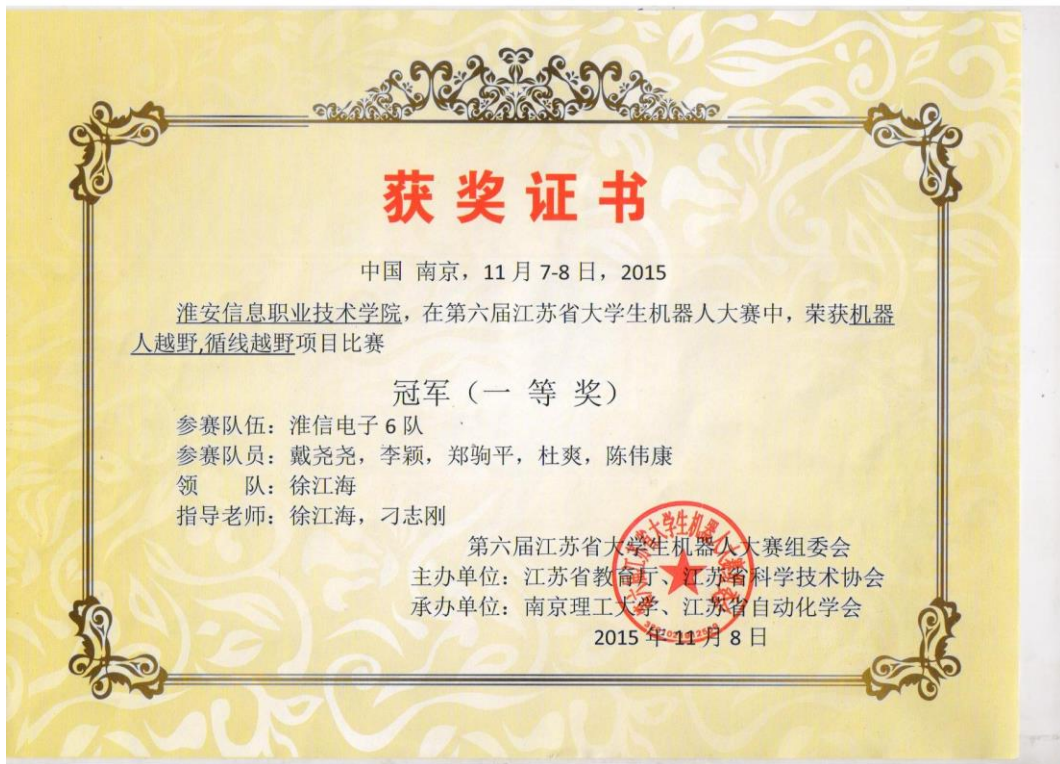 获奖证书
中国 南京，11月7-8日，2015
淮安信息职业技术学院，在第六届江苏省大学生机器人大赛中，荣获机器
人越野,循线越野项目比赛
冠军（一 等 奖）
参赛队伍：淮信电子6队
参赛队员：戴尧尧，李颖，郑驹平，杜爽，陈伟康
领 队：徐江海
指导老师：徐江海，刁志刚
第六届江苏省大学生机器人大赛组委会
主办单位：江苏省教育厅、江苏省科学技术协会
承办单位：南京理工大学、江苏省自动化学会
2015年11月8日